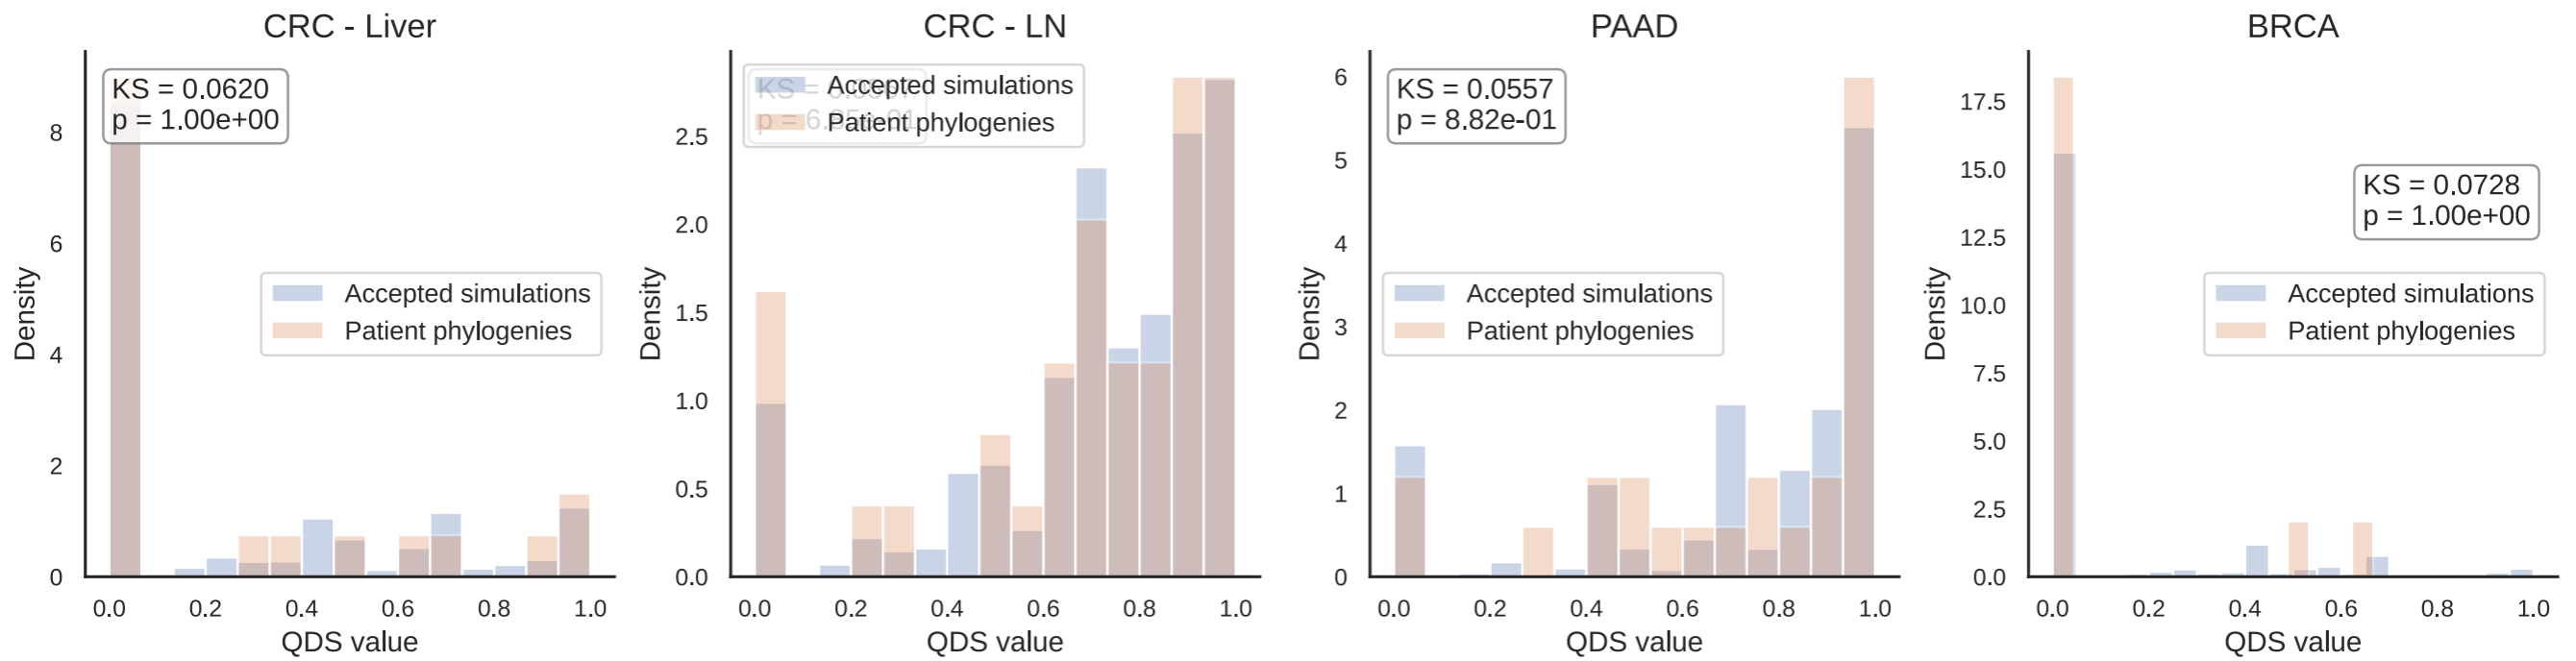 CRC - Liver
KS = 0.0620
p = 1.00e+00
Accepted simulations
Patient phylogenies
Density
8
6
4
2
0
0.0 0.2 0.4 0.6 0.8 1.0
QDS value
CRC - LN
KS =
p =
Accepted simulations
Patient phylogenies
Density
2.5
2.0
1.5
1.0
0.5
0.0
0.0 0.2 0.4 0.6 0.8 1.0
QDS value
PAAD
KS = 0.0557
p = 8.82e-01
Accepted simulations
Patient phylogenies
Density
6
5
4
3
2
1
0
0.0 0.2 0.4 0.6 0.8 1.0
QDS value
BRCA
KS = 0.0728
p = 1.00e+00
Accepted simulations
Patient phylogenies
Density
17.5
15.0
12.5
10.0
7.5
5.0
2.5
0.0
0.0 0.2 0.4 0.6 0.8 1.0
QDS value